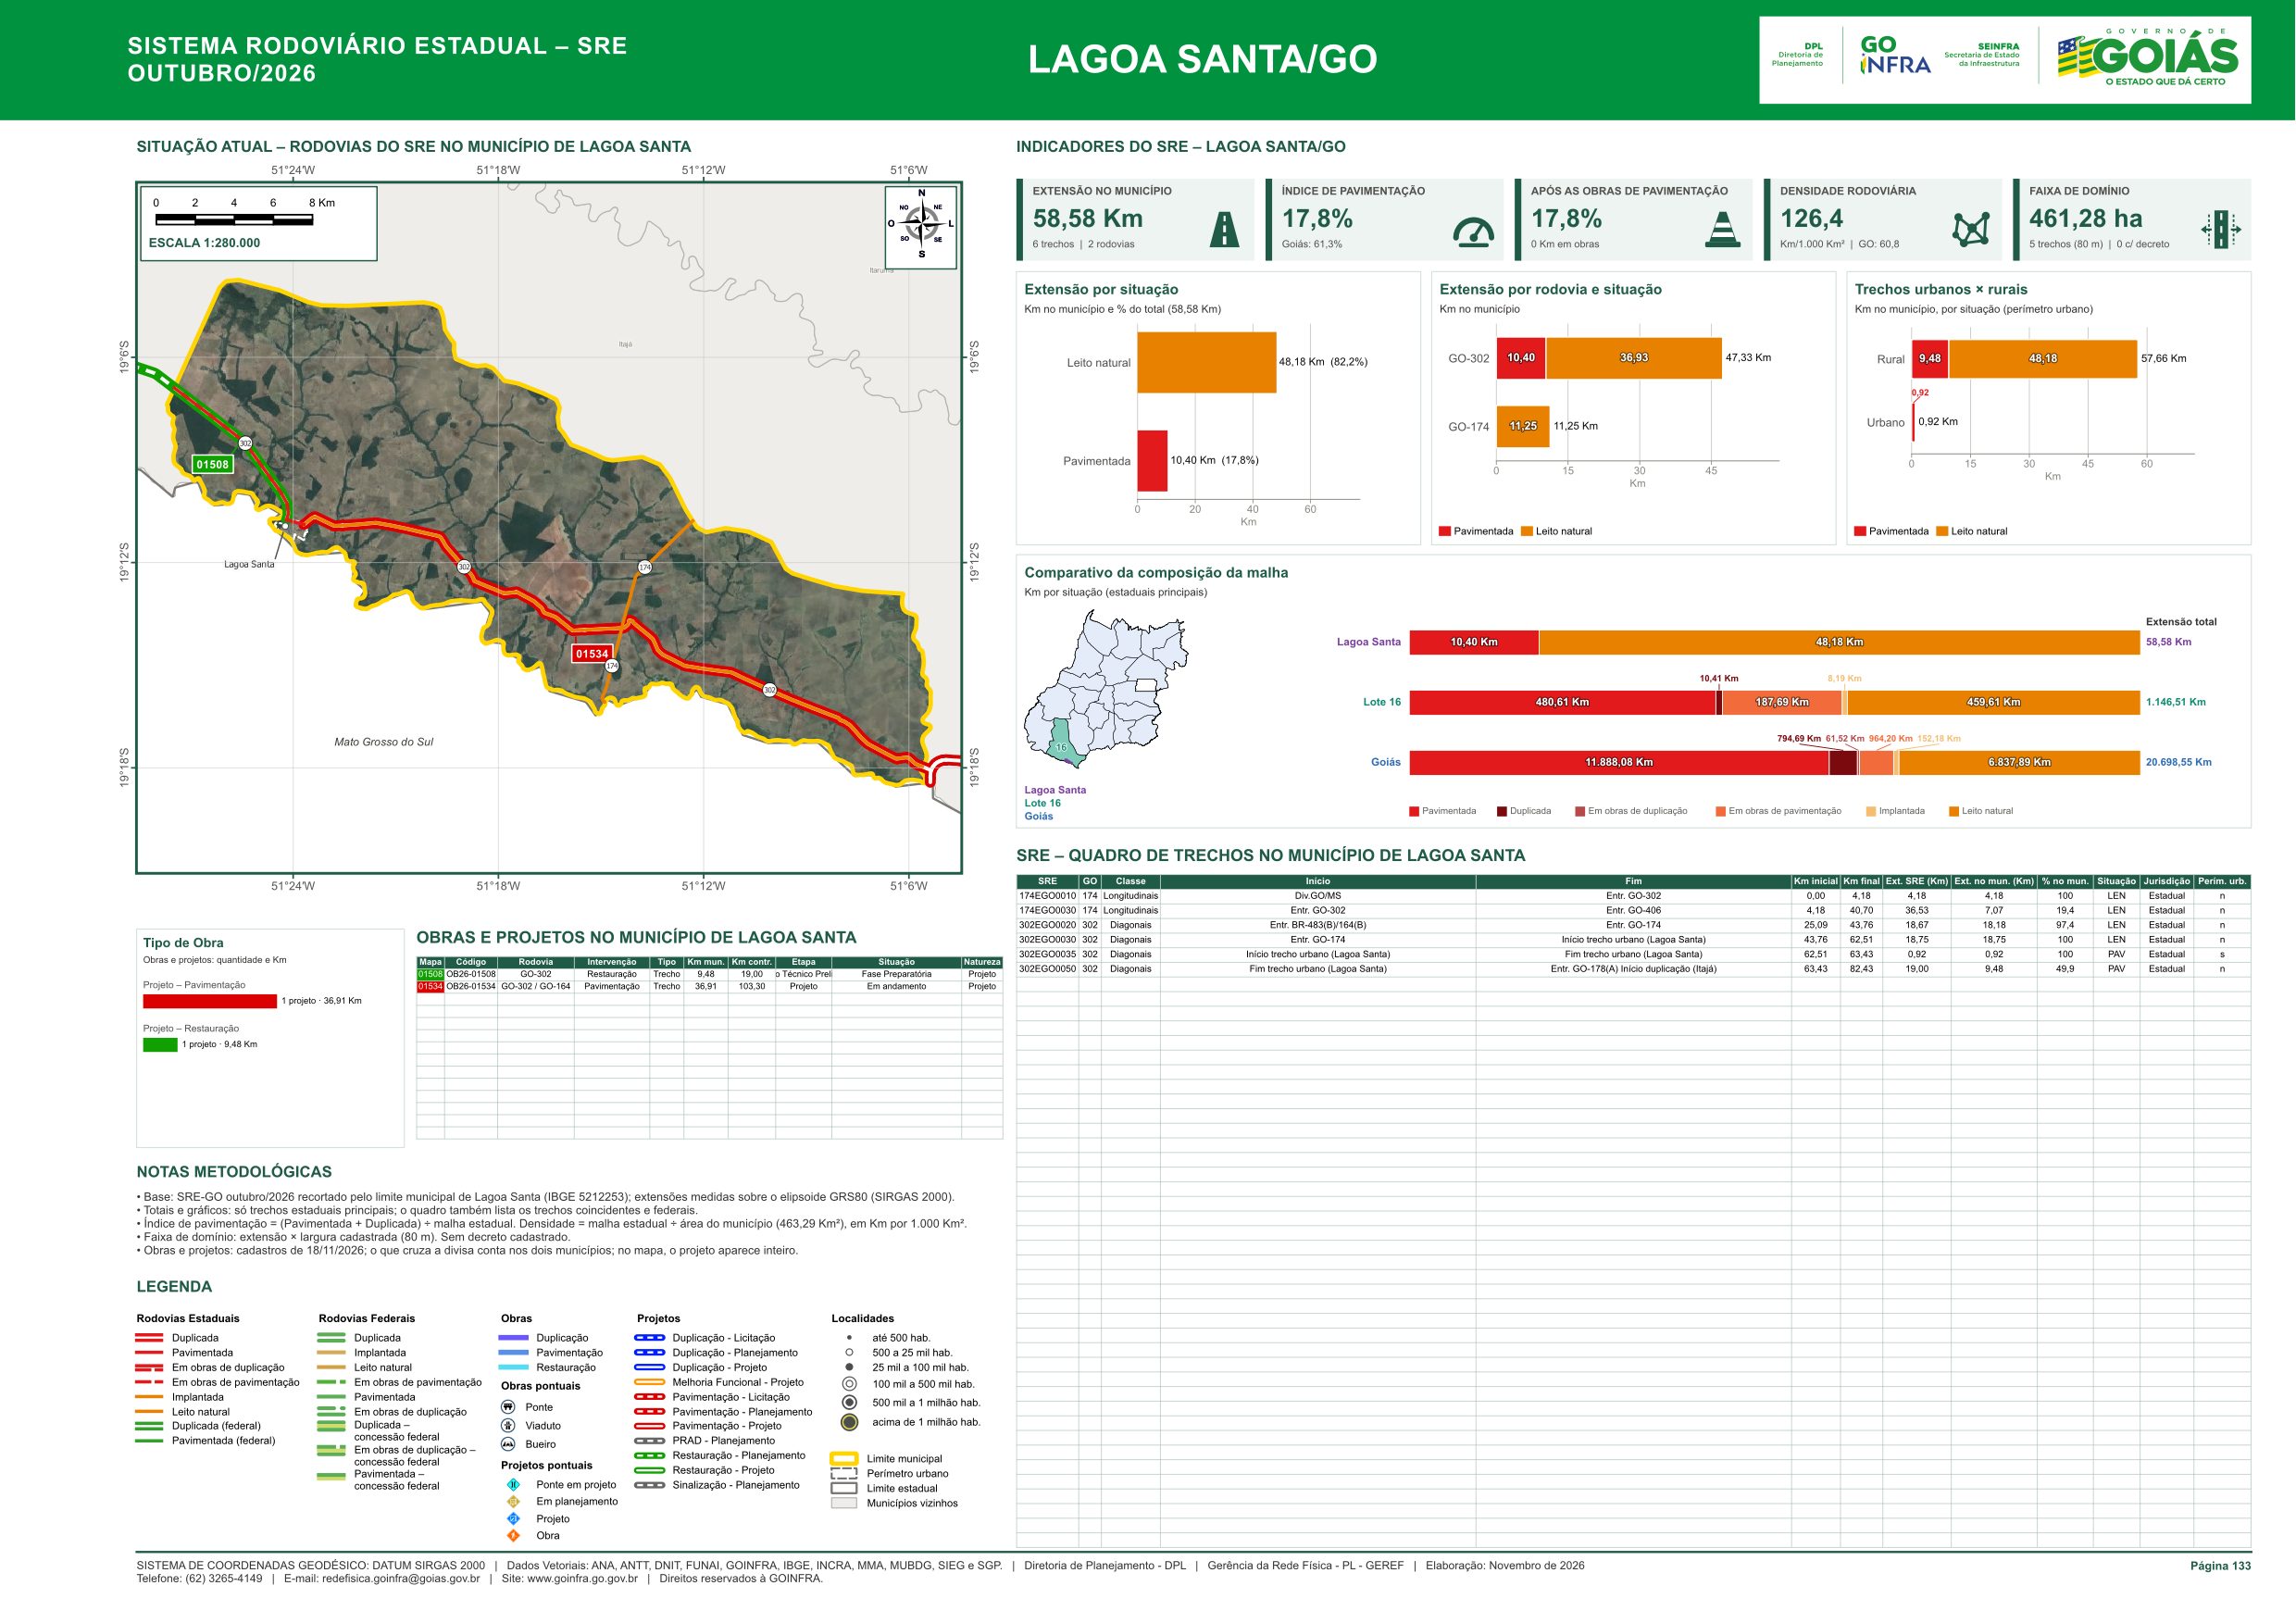 SISTEMA RODOVIÁRIO ESTADUAL – SRE
OUTUBRO/2026
LAGOA SANTA/GO
DPL
Diretoria de
Planejamento
GO
iNFRA
SEINFRA
Secretaria de Estado
da Infraestrutura
GOVERNO DE
GOIÁS
O ESTADO QUE DÁ CERTO
SITUAÇÃO ATUAL – RODOVIAS DO SRE NO MUNICÍPIO DE LAGOA SANTA
51°24'W 51°18'W 51°12'W 51°6'W
0 2 4 6 8 Km
ESCALA 1:280.000
N
NO NE
O L
SO SE
S
Itarumã
Itajá
19°6'S 19°6'S
302
01508
Lagoa Santa
19°12'S 19°12'S
302
174
01534
174
302
Mato Grosso do Sul
19°18'S 19°18'S
51°24'W 51°18'W 51°12'W 51°6'W
INDICADORES DO SRE – LAGOA SANTA/GO
EXTENSÃO NO MUNICÍPIO
58,58 Km
6 trechos | 2 rodovias
ÍNDICE DE PAVIMENTAÇÃO
17,8%
Goiás: 61,3%
APÓS AS OBRAS DE PAVIMENTAÇÃO
17,8%
0 Km em obras
DENSIDADE RODOVIÁRIA
126,4
Km/1.000 Km² | GO: 60,8
FAIXA DE DOMÍNIO
461,28 ha
5 trechos (80 m) | 0 c/ decreto
Extensão por situação
Km no município e % do total (58,58 Km)
Leito natural 48,18 Km (82,2%)
Pavimentada 10,40 Km (17,8%)
0 20 40 60
Km
Extensão por rodovia e situação
Km no município
GO-302 10,40 36,93 47,33 Km
GO-174 11,25 11,25 Km
0 15 30 45
Km
Pavimentada Leito natural
Trechos urbanos × rurais
Km no município, por situação (perímetro urbano)
Rural 9,48 48,18 57,66 Km
0,92
Urbano 0,92 Km
0 15 30 45 60
Km
Pavimentada Leito natural
Comparativo da composição da malha
Km por situação (estaduais principais)
16
Lagoa Santa
Lote 16
Goiás
Extensão total
Lagoa Santa 10,40 Km 48,18 Km 58,58 Km
10,41 Km 8,19 Km
Lote 16 480,61 Km 187,69 Km 459,61 Km 1.146,51 Km
794,69 Km 61,52 Km 964,20 Km 152,18 Km
Goiás 11.888,08 Km 6.837,89 Km 20.698,55 Km
Pavimentada Duplicada Em obras de duplicação Em obras de pavimentação Implantada Leito natural
SRE – QUADRO DE TRECHOS NO MUNICÍPIO DE LAGOA SANTA
SRE GO Classe Início Fim Km inicial Km final Ext. SRE (Km) Ext. no mun. (Km) % no mun. Situação Jurisdição Perím. urb.
174EGO0010 174 Longitudinais Div.GO/MS Entr. GO-302 0,00 4,18 4,18 4,18 100 LEN Estadual n
174EGO0030 174 Longitudinais Entr. GO-302 Entr. GO-406 4,18 40,70 36,53 7,07 19,4 LEN Estadual n
302EGO0020 302 Diagonais Entr. BR-483(B)/164(B) Entr. GO-174 25,09 43,76 18,67 18,18 97,4 LEN Estadual n
302EGO0030 302 Diagonais Entr. GO-174 Início trecho urbano (Lagoa Santa) 43,76 62,51 18,75 18,75 100 LEN Estadual n
302EGO0035 302 Diagonais Início trecho urbano (Lagoa Santa) Fim trecho urbano (Lagoa Santa) 62,51 63,43 0,92 0,92 100 PAV Estadual s
302EGO0050 302 Diagonais Fim trecho urbano (Lagoa Santa) Entr. GO-178(A) Início duplicação (Itajá) 63,43 82,43 19,00 9,48 49,9 PAV Estadual n
Tipo de Obra
Obras e projetos: quantidade e Km
Projeto – Pavimentação
1 projeto · 36,91 Km
Projeto – Restauração
1 projeto · 9,48 Km
OBRAS E PROJETOS NO MUNICÍPIO DE LAGOA SANTA
Mapa Código Rodovia Intervenção Tipo Km mun. Km contr. Etapa Situação Natureza
01508 OB26-01508 GO-302 Restauração Trecho 9,48 19,00 o Técnico Preli Fase Preparatória Projeto
01534 OB26-01534 GO-302 / GO-164 Pavimentação Trecho 36,91 103,30 Projeto Em andamento Projeto
NOTAS METODOLÓGICAS
• Base: SRE-GO outubro/2026 recortado pelo limite municipal de Lagoa Santa (IBGE 5212253); extensões medidas sobre o elipsoide GRS80 (SIRGAS 2000).
• Totais e gráficos: só trechos estaduais principais; o quadro também lista os trechos coincidentes e federais.
• Índice de pavimentação = (Pavimentada + Duplicada) ÷ malha estadual. Densidade = malha estadual ÷ área do município (463,29 Km²), em Km por 1.000 Km².
• Faixa de domínio: extensão × largura cadastrada (80 m). Sem decreto cadastrado.
• Obras e projetos: cadastros de 18/11/2026; o que cruza a divisa conta nos dois municípios; no mapa, o projeto aparece inteiro.
LEGENDA
Rodovias Estaduais
Duplicada
Pavimentada
Em obras de duplicação
Em obras de pavimentação
Implantada
Leito natural
Duplicada (federal)
Pavimentada (federal)
Rodovias Federais
Duplicada
Implantada
Leito natural
Em obras de pavimentação
Pavimentada
Em obras de duplicação
Duplicada –
concessão federal
Em obras de duplicação –
concessão federal
Pavimentada –
concessão federal
Obras
Duplicação
Pavimentação
Restauração
Obras pontuais
Ponte
Viaduto
Bueiro
Projetos pontuais
Ponte em projeto
Em planejamento
Projeto
Obra
Projetos
Duplicação - Licitação
Duplicação - Planejamento
Duplicação - Projeto
Melhoria Funcional - Projeto
Pavimentação - Licitação
Pavimentação - Planejamento
Pavimentação - Projeto
PRAD - Planejamento
Restauração - Planejamento
Restauração - Projeto
Sinalização - Planejamento
Localidades
até 500 hab.
500 a 25 mil hab.
25 mil a 100 mil hab.
100 mil a 500 mil hab.
500 mil a 1 milhão hab.
acima de 1 milhão hab.
Limite municipal
Perímetro urbano
Limite estadual
Municípios vizinhos
SISTEMA DE COORDENADAS GEODÉSICO: DATUM SIRGAS 2000 | Dados Vetoriais: ANA, ANTT, DNIT, FUNAI, GOINFRA, IBGE, INCRA, MMA, MUBDG, SIEG e SGP. | Diretoria de Planejamento - DPL | Gerência da Rede Física - PL - GEREF | Elaboração: Novembro de 2026
Telefone: (62) 3265-4149 | E-mail: redefisica.goinfra@goias.gov.br | Site: www.goinfra.go.gov.br | Direitos reservados à GOINFRA.
Página 133